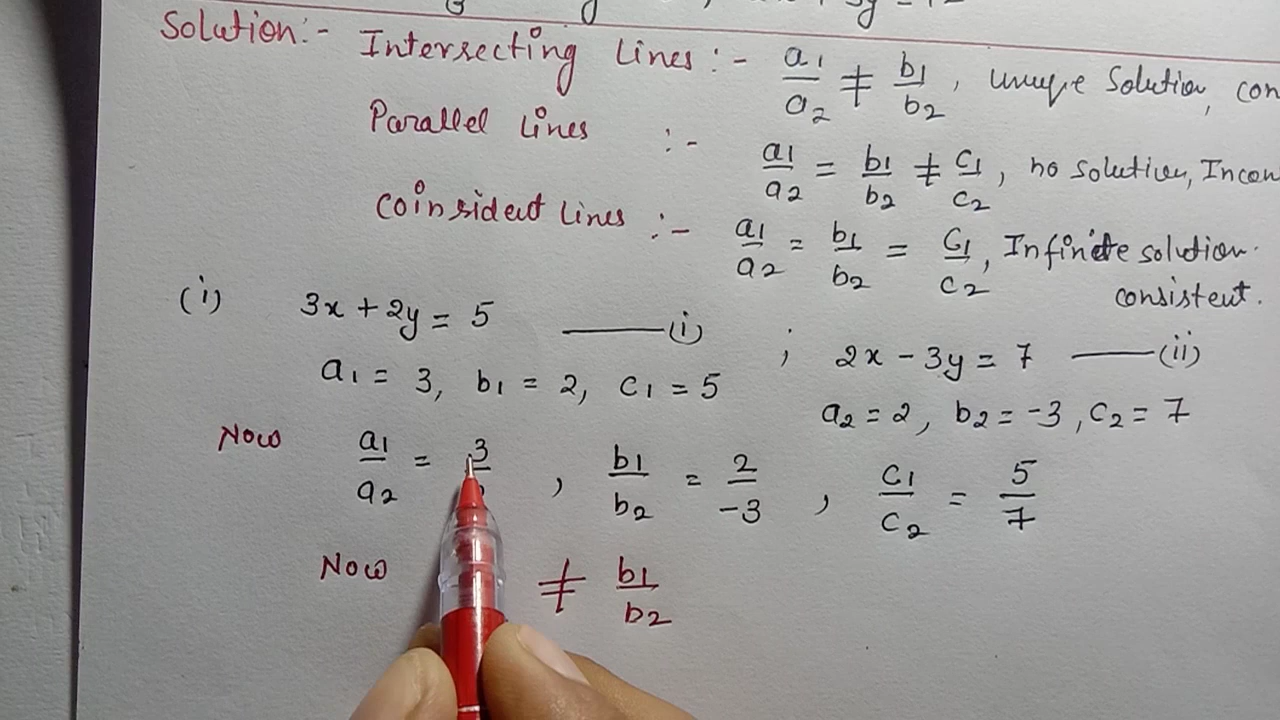 Solution:- Intersecting Lines :- a1/a2 ≠ b1/b2, Unique Solution, con
Parallel Lines :- a1/a2 = b1/b2 ≠ c1/c2, no solution, Incon
Coinsident Lines :- a1/a2 = b1/b2 = C1/C2, Infinite solution.
consistent.
(i) 3x + 2y = 5 ——(i) ; 2x - 3y = 7 ——(ii)
a1 = 3, b1 = 2, c1 = 5
a2 = 2, b2 = -3, c2 = 7
Now a1/a2 = 3/ , b1/b2 = 2/-3 , c1/c2 = 5/7
Now ≠ b1/b2